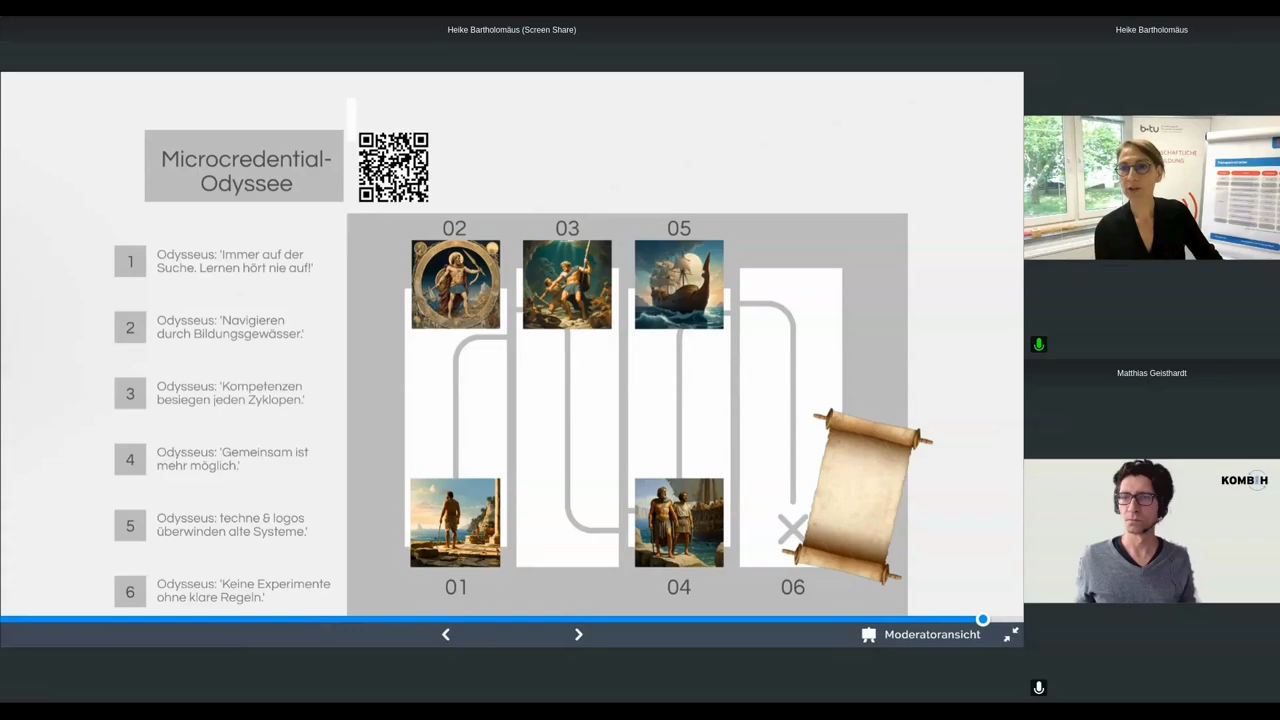 Heike Bartholomäus (Screen Share)
Heike Bartholomäus
Microcredential-
Odyssee
1
Odysseus: 'Immer auf der
Suche. Lernen hört nie auf!'
2
Odysseus: 'Navigieren
durch Bildungsgewässer.'
3
Odysseus: 'Kompetenzen
besiegen jeden Zyklopen.'
4
Odysseus: 'Gemeinsam ist
mehr möglich.'
5
Odysseus: techne & logos
überwinden alte Systeme.'
6
Odysseus: 'Keine Experimente
ohne klare Regeln.'
02
03
05
01
04
06
Moderatoransicht
b-tu
Matthias Geisthardt